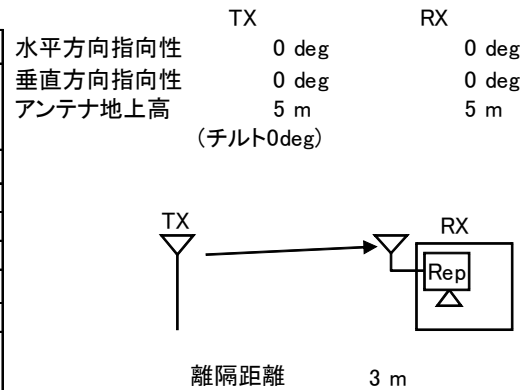 TX RX
水平方向指向性 0 deg 0 deg
垂直方向指向性 0 deg 0 deg
アンテナ地上高 5 m 5 m
(チルト0deg)
TX RX
Rep
離隔距離 3 m